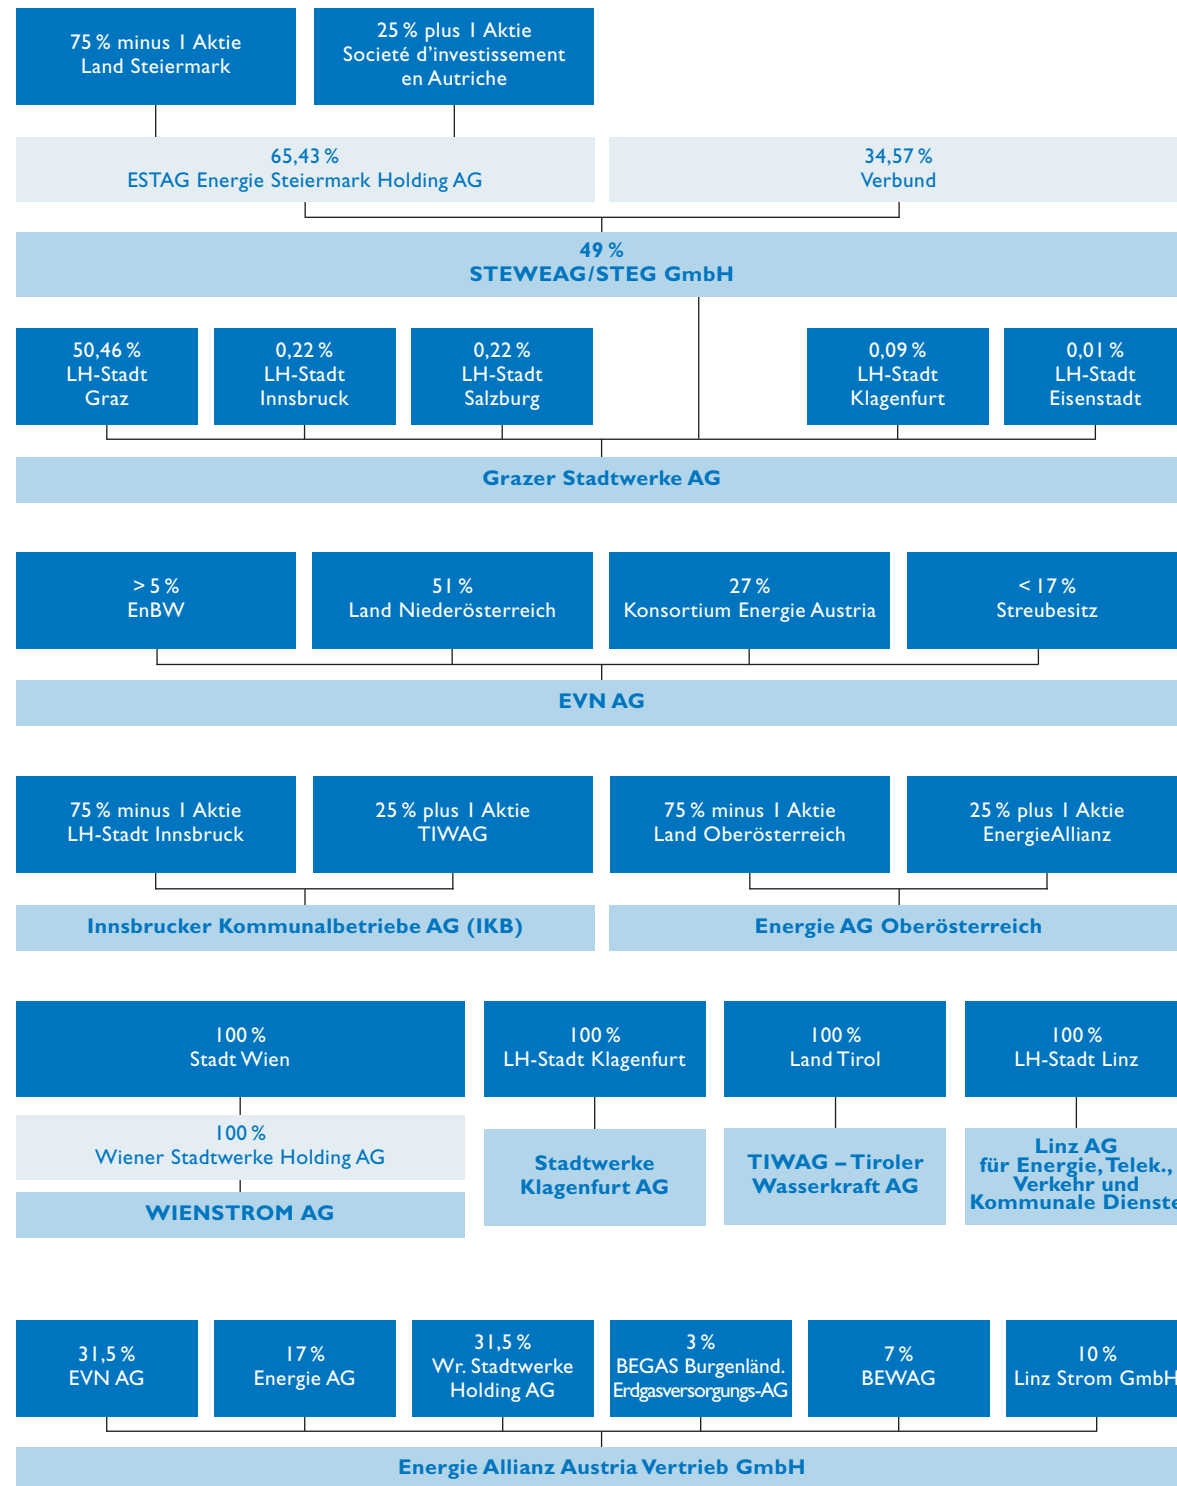 75 % minus 1 Aktie
Land Steiermark
25 % plus 1 Aktie
Societé d’investissement
en Autriche
65,43 %
ESTAG Energie Steiermark Holding AG
34,57 %
Verbund
49 %
STEWEAG/STEG GmbH
50,46 %
LH-Stadt
Graz
0,22 %
LH-Stadt
Innsbruck
0,22 %
LH-Stadt
Salzburg
0,09 %
LH-Stadt
Klagenfurt
0,01 %
LH-Stadt
Eisenstadt
Grazer Stadtwerke AG
> 5 %
EnBW
51 %
Land Niederösterreich
27 %
Konsortium Energie Austria
< 17 %
Streubesitz
EVN AG
75 % minus 1 Aktie
LH-Stadt Innsbruck
25 % plus 1 Aktie
TIWAG
75 % minus 1 Aktie
Land Oberösterreich
25 % plus 1 Aktie
EnergieAllianz
Innsbrucker Kommunalbetriebe AG (IKB)
Energie AG Oberösterreich
100 %
Stadt Wien
100 %
Wiener Stadtwerke Holding AG
WIENSTROM AG
100 %
LH-Stadt Klagenfurt
Stadtwerke
Klagenfurt AG
100 %
Land Tirol
TIWAG – Tiroler
Wasserkraft AG
100 %
LH-Stadt Linz
Linz AG
für Energie, Telek.,
Verkehr und
Kommunale Dienste
31,5 %
EVN AG
17 %
Energie AG
31,5 %
Wr. Stadtwerke
Holding AG
3 %
BEGAS Burgenländ.
Erdgasversorgungs-AG
7 %
BEWAG
10 %
Linz Strom GmbH
Energie Allianz Austria Vertrieb GmbH